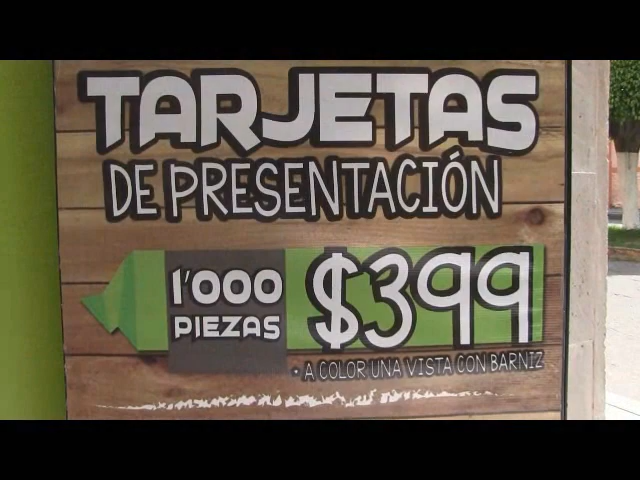 TARJETAS
DE PRESENTACIÓN
1'000
PIEZAS
$399
• A COLOR UNA VISTA CON BARNIZ